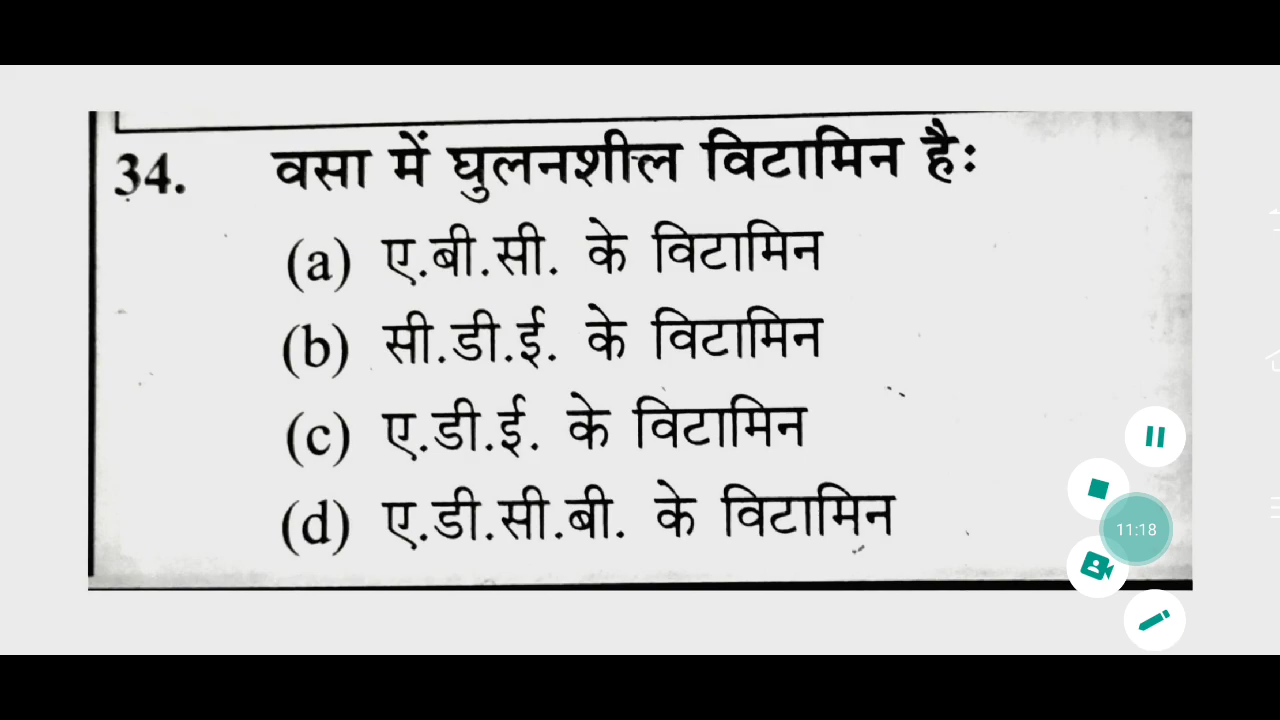 34. वसा में घुलनशील विटामिन है:
(a) ए.बी.सी. के विटामिन
(b) सी.डी.ई. के विटामिन
(c) ए.डी.ई. के विटामिन
(d) ए.डी.सी.बी. के विटामिन
11:18